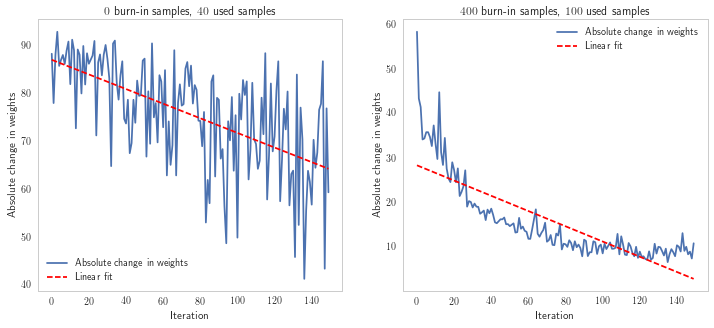 0 burn-in samples, 40 used samples
Absolute change in weights
90
80
70
60
50
40
Absolute change in weights
Linear fit
0 20 40 60 80 100 120 140
Iteration
400 burn-in samples, 100 used samples
Absolute change in weights
60
50
40
30
20
10
Absolute change in weights
Linear fit
0 20 40 60 80 100 120 140
Iteration